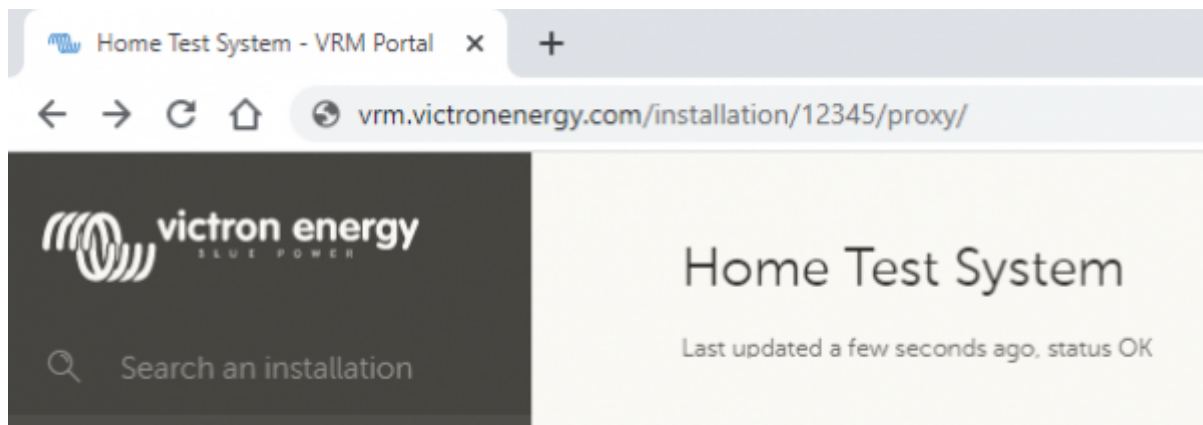 Home Test System - VRM Portal
vrm.victronenergy.com/installation/12345/proxy/
victron energy
BLUE POWER
Home Test System
Last updated a few seconds ago, status OK
Search an installation